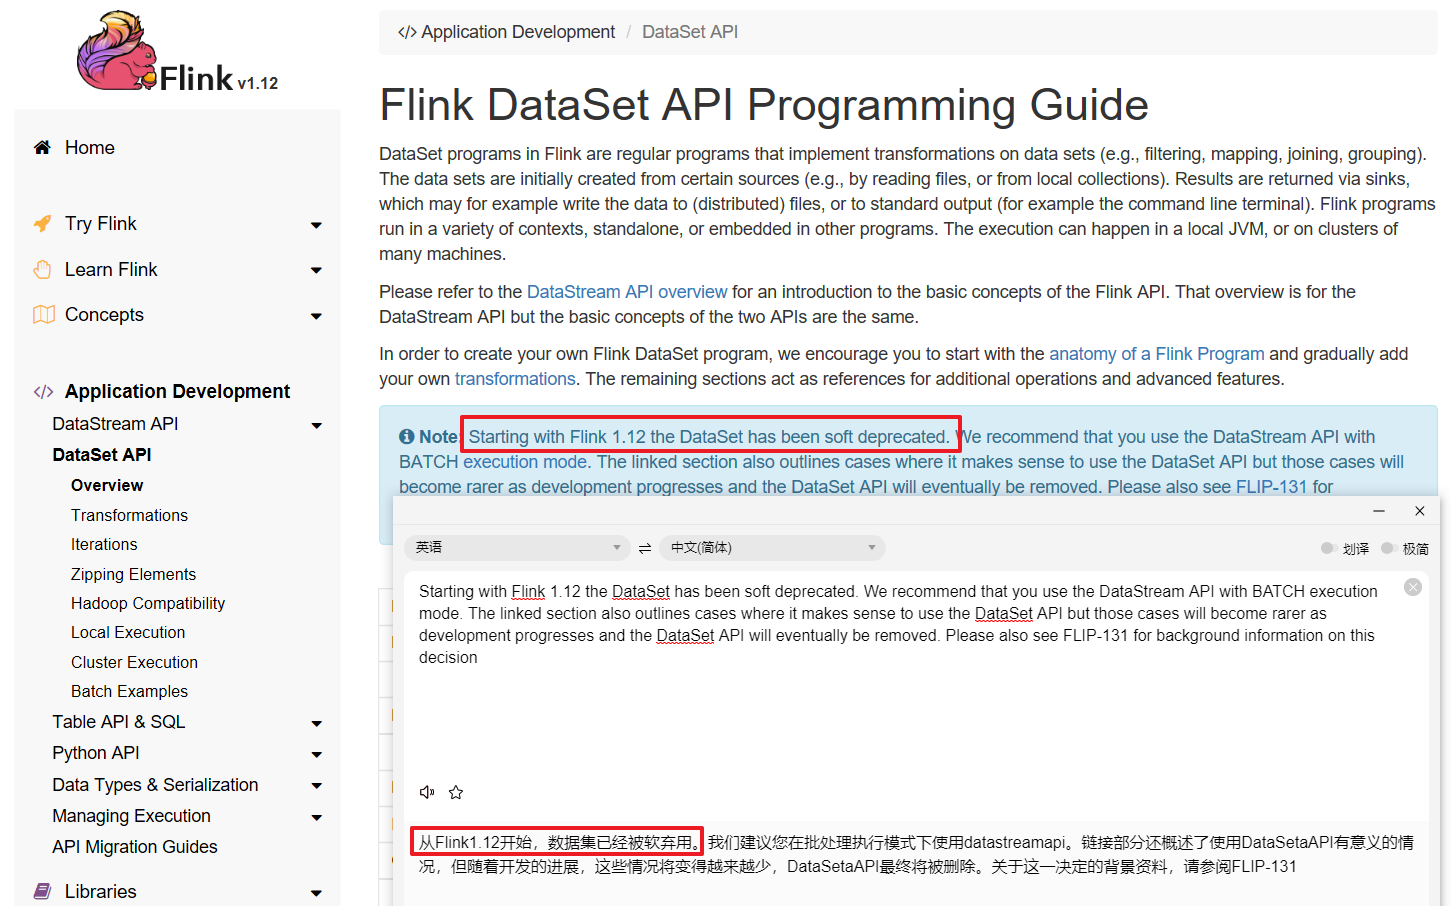 Flink v1.12
Home
Try Flink
Learn Flink
Concepts
Application Development
DataStream API
DataSet API
Overview
Transformations
Iterations
Zipping Elements
Hadoop Compatibility
Local Execution
Cluster Execution
Batch Examples
Table API & SQL
Python API
Data Types & Serialization
Managing Execution
API Migration Guides
Libraries
</> Application Development / DataSet API
Flink DataSet API Programming Guide
DataSet programs in Flink are regular programs that implement transformations on data sets (e.g., filtering, mapping, joining, grouping).
The data sets are initially created from certain sources (e.g., by reading files, or from local collections). Results are returned via sinks,
which may for example write the data to (distributed) files, or to standard output (for example the command line terminal). Flink programs
run in a variety of contexts, standalone, or embedded in other programs. The execution can happen in a local JVM, or on clusters of
many machines.
Please refer to the DataStream API overview for an introduction to the basic concepts of the Flink API. That overview is for the
DataStream API but the basic concepts of the two APIs are the same.
In order to create your own Flink DataSet program, we encourage you to start with the anatomy of a Flink Program and gradually add
your own transformations. The remaining sections act as references for additional operations and advanced features.
Note: Starting with Flink 1.12 the DataSet has been soft deprecated. We recommend that you use the DataStream API with
BATCH execution mode. The linked section also outlines cases where it makes sense to use the DataSet API but those cases will
become rarer as development progresses and the DataSet API will eventually be removed. Please also see FLIP-131 for
英语 ⇌ 中文(简体) 划译 极简
Starting with Flink 1.12 the DataSet has been soft deprecated. We recommend that you use the DataStream API with BATCH execution
mode. The linked section also outlines cases where it makes sense to use the DataSet API but those cases will become rarer as
development progresses and the DataSet API will eventually be removed. Please also see FLIP-131 for background information on this
decision
从Flink1.12开始，数据集已经被软弃用。我们建议您在批处理执行模式下使用datastreamapi。链接部分还概述了使用DataSetaAPI有意义的情
况，但随着开发的进展，这些情况将变得越来越少，DataSetaAPI最终将被删除。关于这一决定的背景资料，请参阅FLIP-131